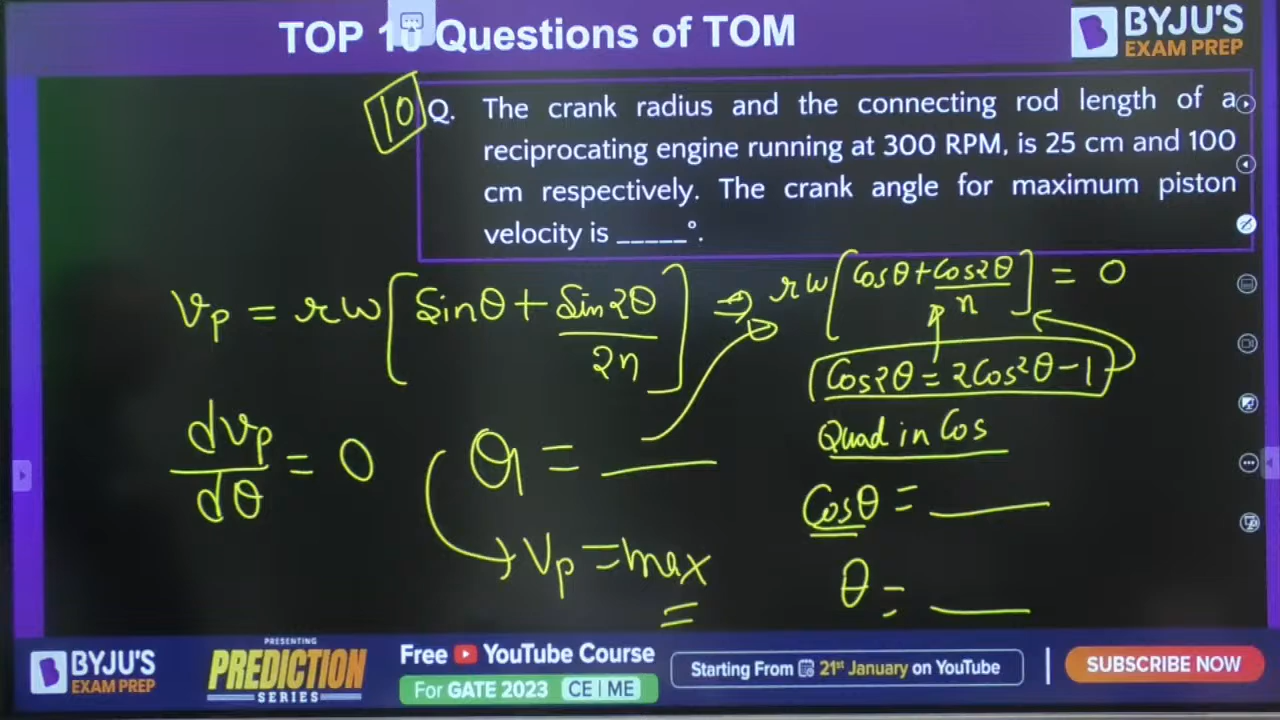 TOP 10 Questions of TOM
BYJU'S
EXAM PREP
10
Q. The crank radius and the connecting rod length of a
reciprocating engine running at 300 RPM, is 25 cm and 100
cm respectively. The crank angle for maximum piston
velocity is _____°.
Vp = rω[Sinθ + Sin2θ/2n] ⇒ rω[Cosθ + Cos2θ/n] = 0
Cos2θ = 2Cos²θ-1
dvp/dθ = 0
Quad in Cos
θ = ___
Cosθ = ___
Vp = max
θ = ___
BYJU'S
EXAM PREP
PRESENTING
PREDICTION
SERIES
Free YouTube Course
For GATE 2023 CE | ME
Starting From 21st January on YouTube
SUBSCRIBE NOW